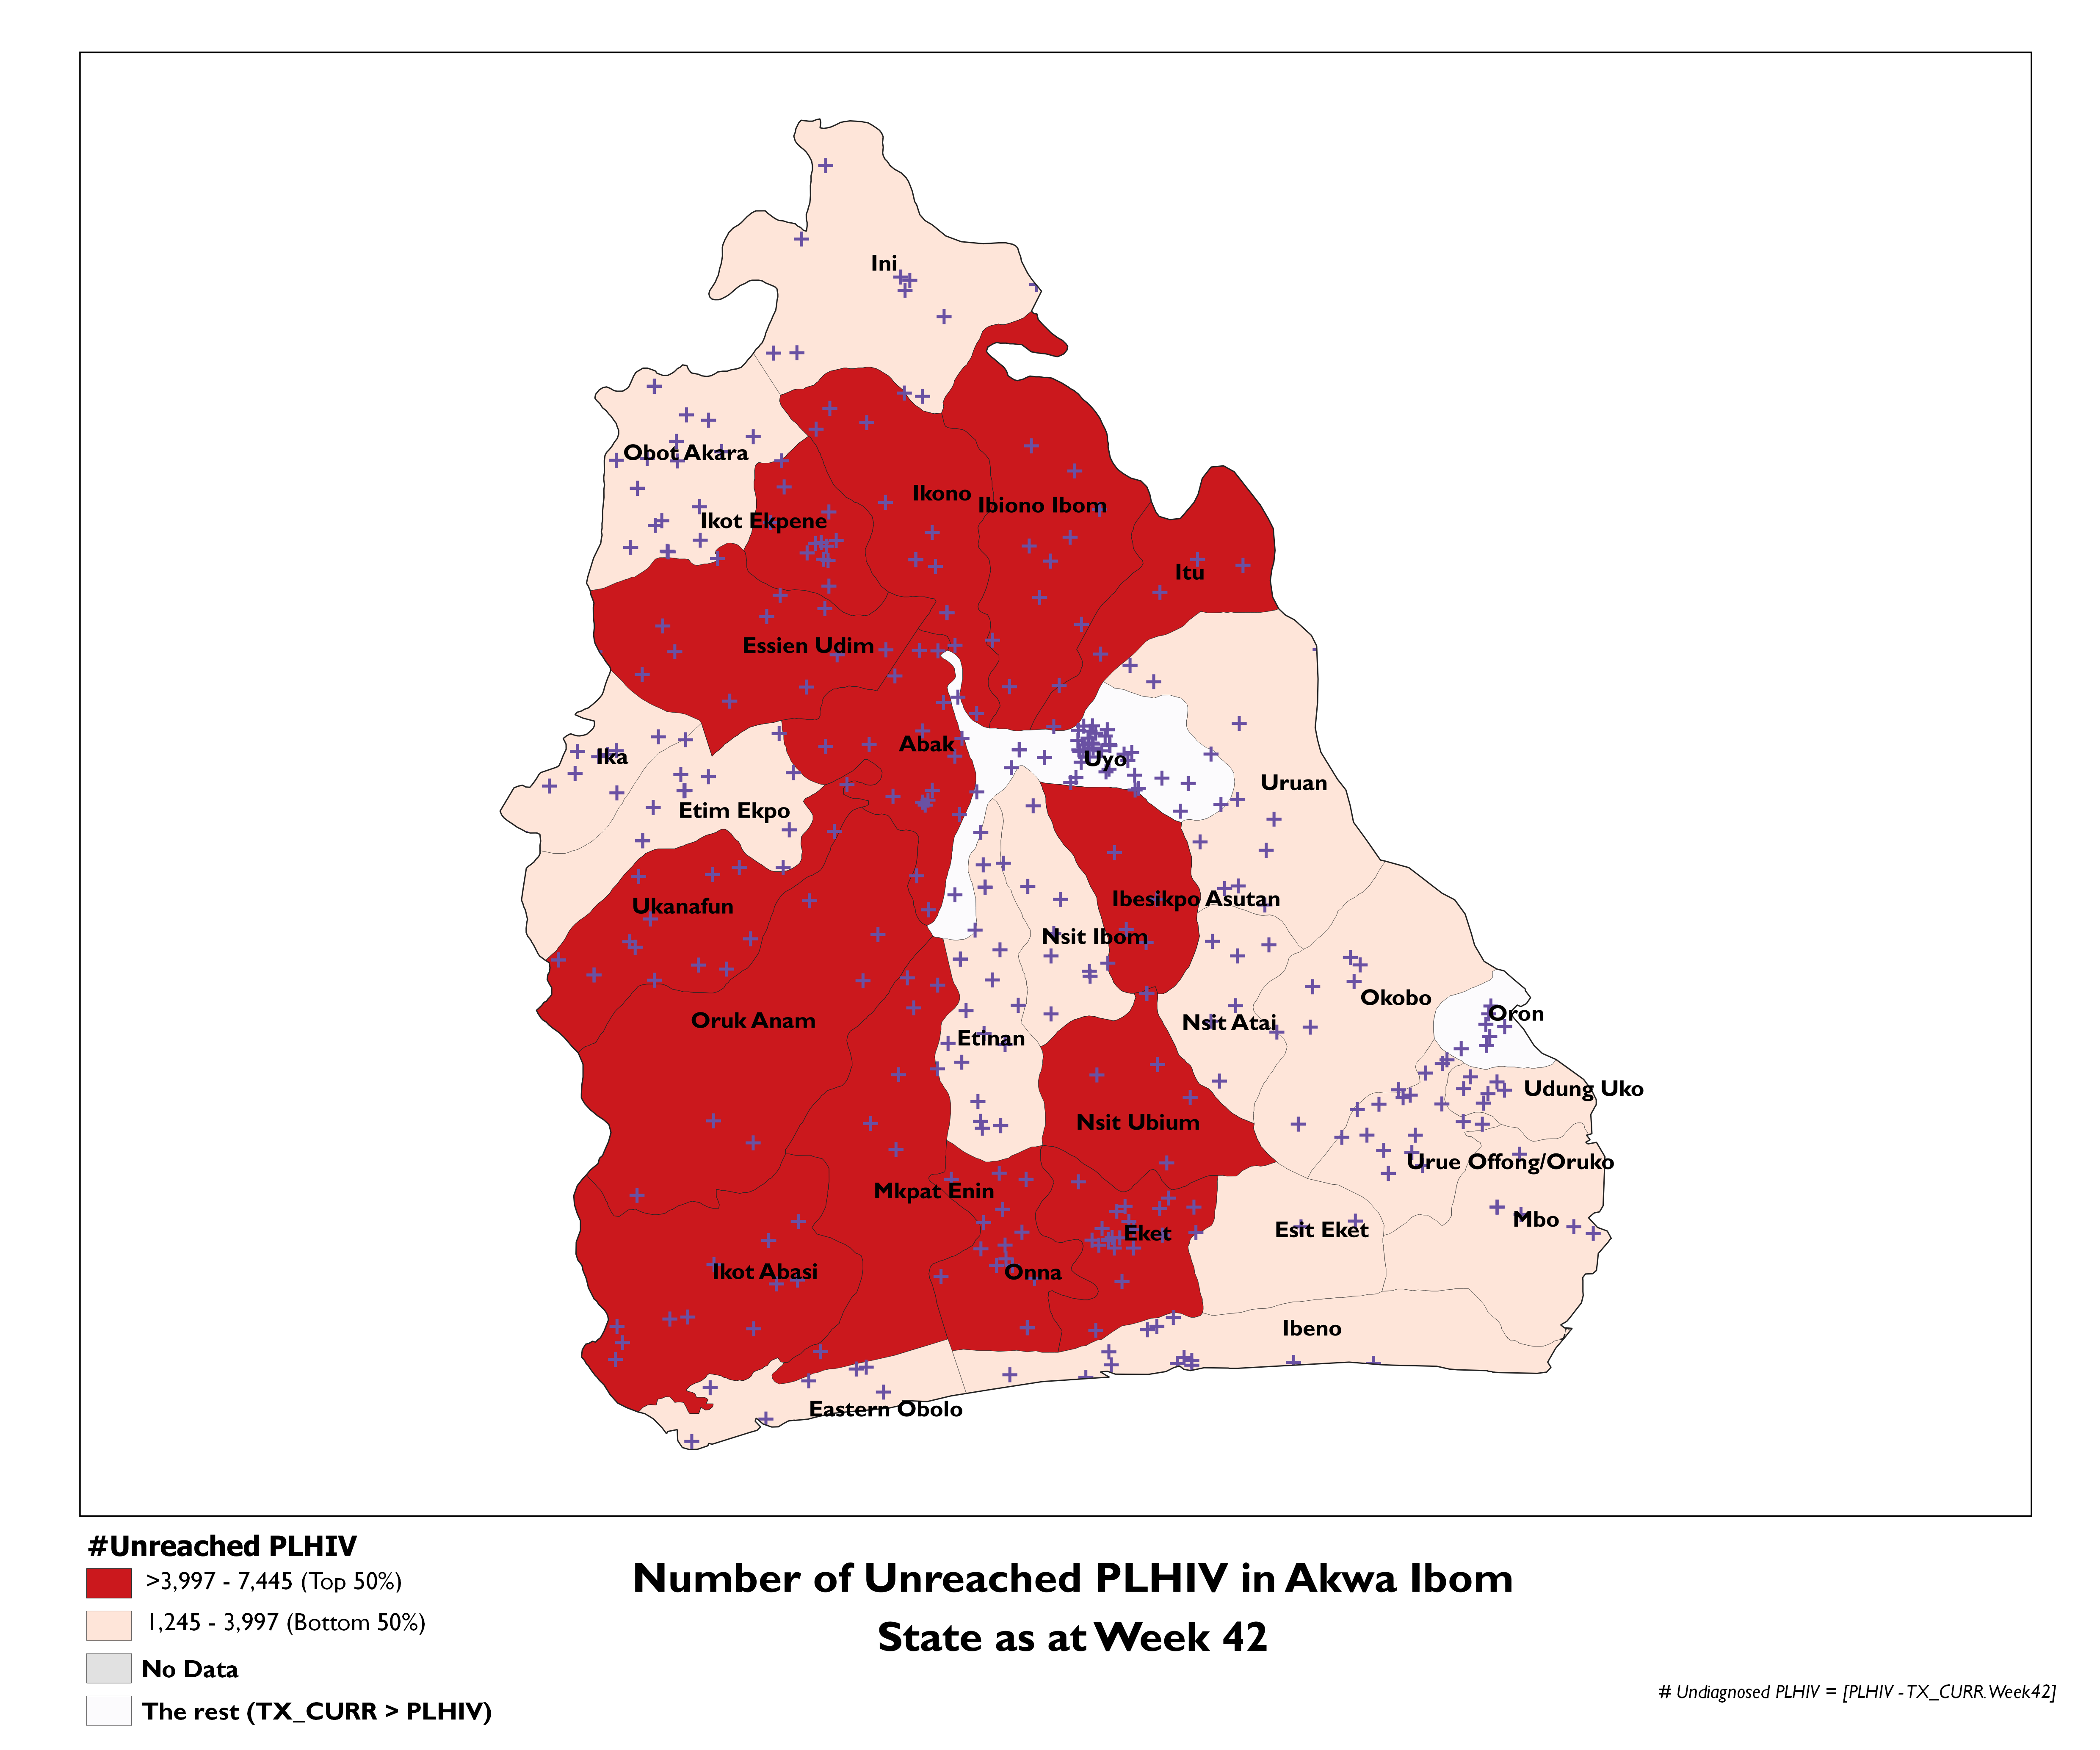 Ini
Obot Akara
Ikono
Ibiono Ibom
Ikot Ekpene
Itu
Essien Udim
Abak
Ika
Uyo
Uruan
Etim Ekpo
Ibesikpo Asutan
Ukanafun
Nsit Ibom
Okobo
Oron
Oruk Anam
Nsit Atai
Etinan
Udung Uko
Nsit Ubium
Urue Offong/Oruko
Mkpat Enin
Mbo
Esit Eket
Eket
Ikot Abasi
Onna
Ibeno
Eastern Obolo
#Unreached PLHIV
>3,997 - 7,445 (Top 50%)
1,245 - 3,997 (Bottom 50%)
No Data
The rest (TX_CURR > PLHIV)
Number of Unreached PLHIV in Akwa Ibom
State as at Week 42
# Undiagnosed PLHIV = [PLHIV - TX_CURR.Week42]